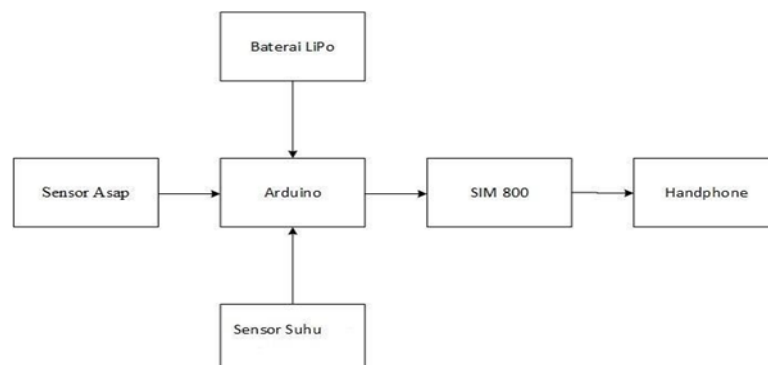 Baterai LiPo
Sensor Asap
Arduino
SIM 800
Handphone
Sensor Suhu